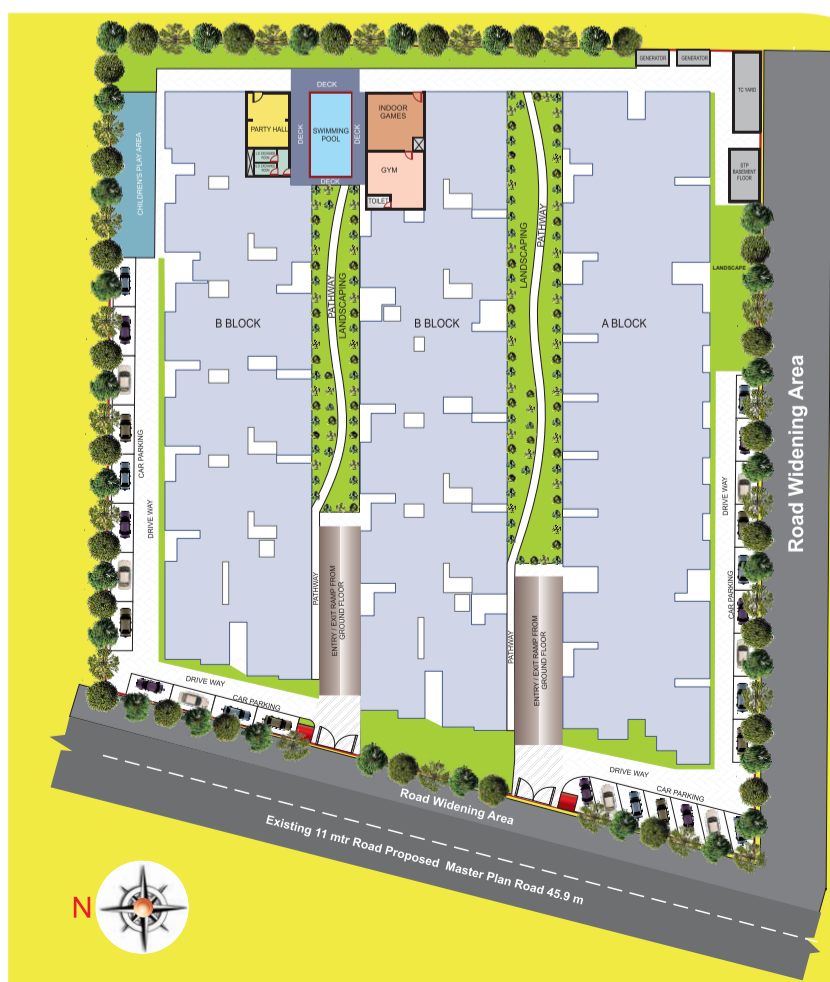 GENERATOR
GENERATOR
TC YARD
DECK
PARTY HALL
DECK
SWIMMING
POOL
DECK
INDOOR
GAMES
GYM
DECK
TOILET
STP
BASEMENT
FLOOR
CHILDREN'S PLAY AREA
LANDSCAPE
PATHWAY
LANDSCAPING
LANDSCAPING
PATHWAY
B BLOCK
B BLOCK
A BLOCK
Road Widening Area
CAR PARKING
DRIVE WAY
DRIVE WAY
CAR PARKING
PATHWAY
ENTRY / EXIT RAMP FROM
GROUND FLOOR
PATHWAY
ENTRY / EXIT RAMP FROM
GROUND FLOOR
DRIVE WAY
CAR PARKING
DRIVE WAY
CAR PARKING
Road Widening Area
Existing 11 mtr Road Proposed Master Plan Road 45.9 m
N